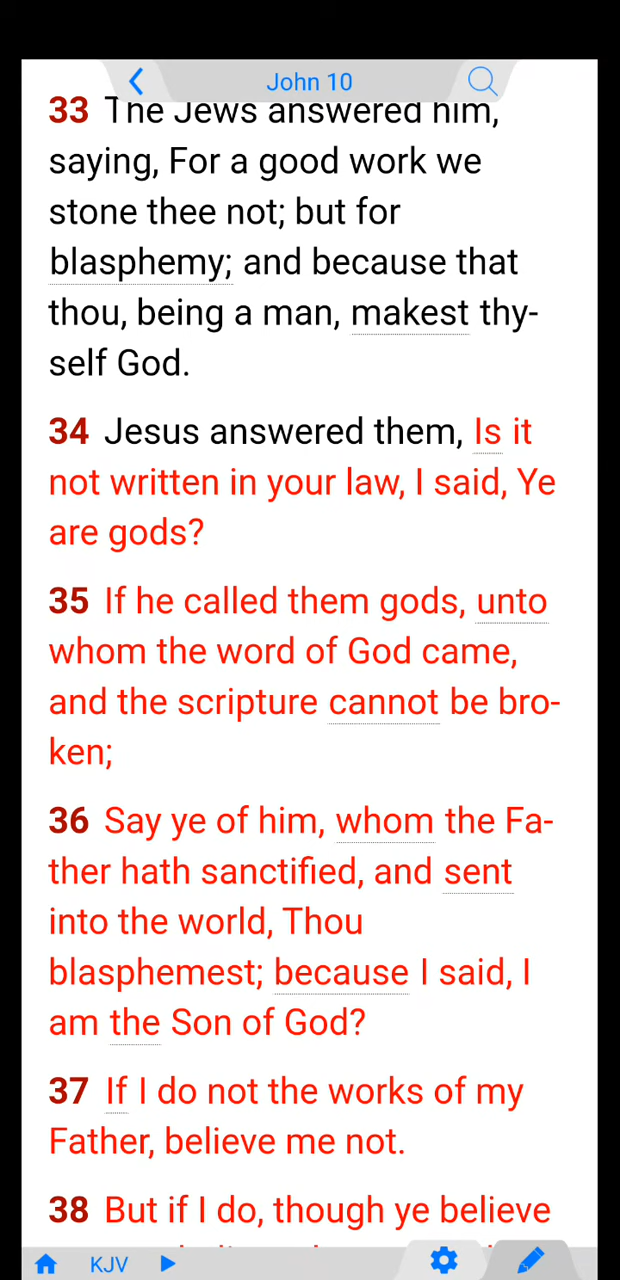 John 10
33 The Jews answered him,
saying, For a good work we
stone thee not; but for
blasphemy; and because that
thou, being a man, makest thy-
self God.
34 Jesus answered them, Is it
not written in your law, I said, Ye
are gods?
35 If he called them gods, unto
whom the word of God came,
and the scripture cannot be bro-
ken;
36 Say ye of him, whom the Fa-
ther hath sanctified, and sent
into the world, Thou
blasphemest; because I said, I
am the Son of God?
37 If I do not the works of my
Father, believe me not.
38 But if I do, though ye believe
KJV